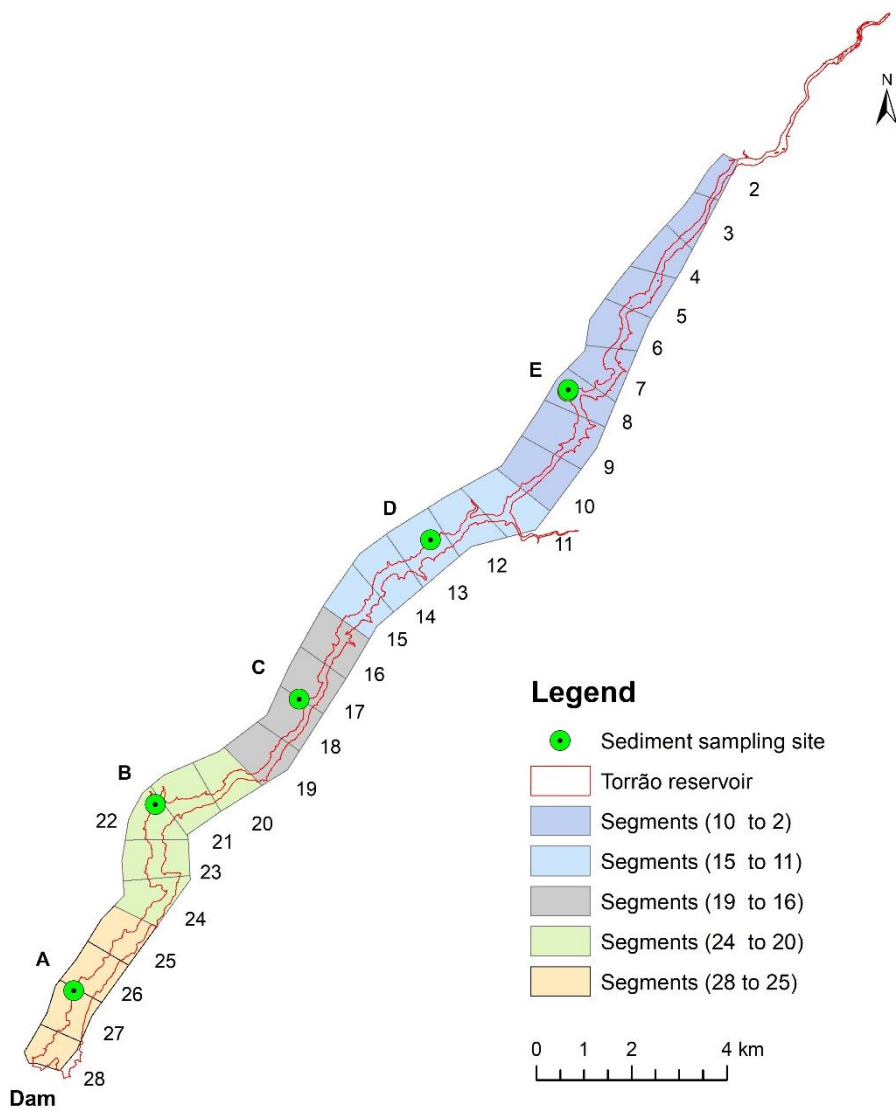 N
2
3
4
5
6
E
7
8
9
D
10
11
12
13
14
15
C
16
17
18
19
B
20
22
21
23
24
A
25
26
27
28
Dam
Legend
Sediment sampling site
Torrão reservoir
Segments (10 to 2)
Segments (15 to 11)
Segments (19 to 16)
Segments (24 to 20)
Segments (28 to 25)
0 1 2 4 km